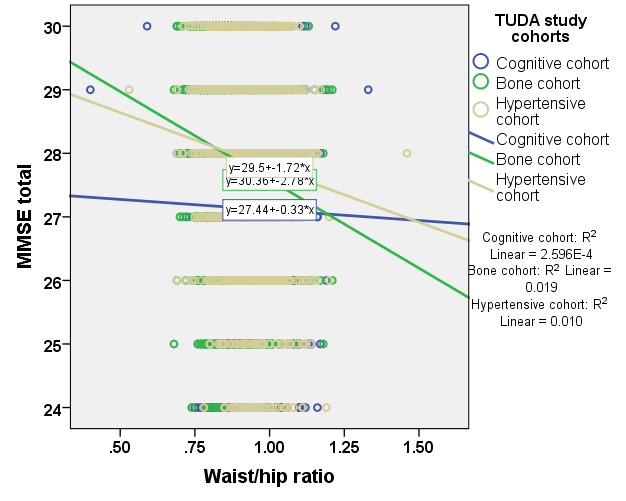 TUDA study
cohorts
Cognitive cohort
Bone cohort
Hypertensive
cohort
Cognitive cohort
Bone cohort
Hypertensive
cohort
Cognitive cohort: R2
Linear = 2.596E-4
Bone cohort: R2 Linear =
0.019
Hypertensive cohort: R2
Linear = 0.010
MMSE total
30
29
28
27
26
25
24
y=29.5+-1.72*x
y=30.36+-2.78*x
y=27.44+-0.33*x
.50 .75 1.00 1.25 1.50
Waist/hip ratio